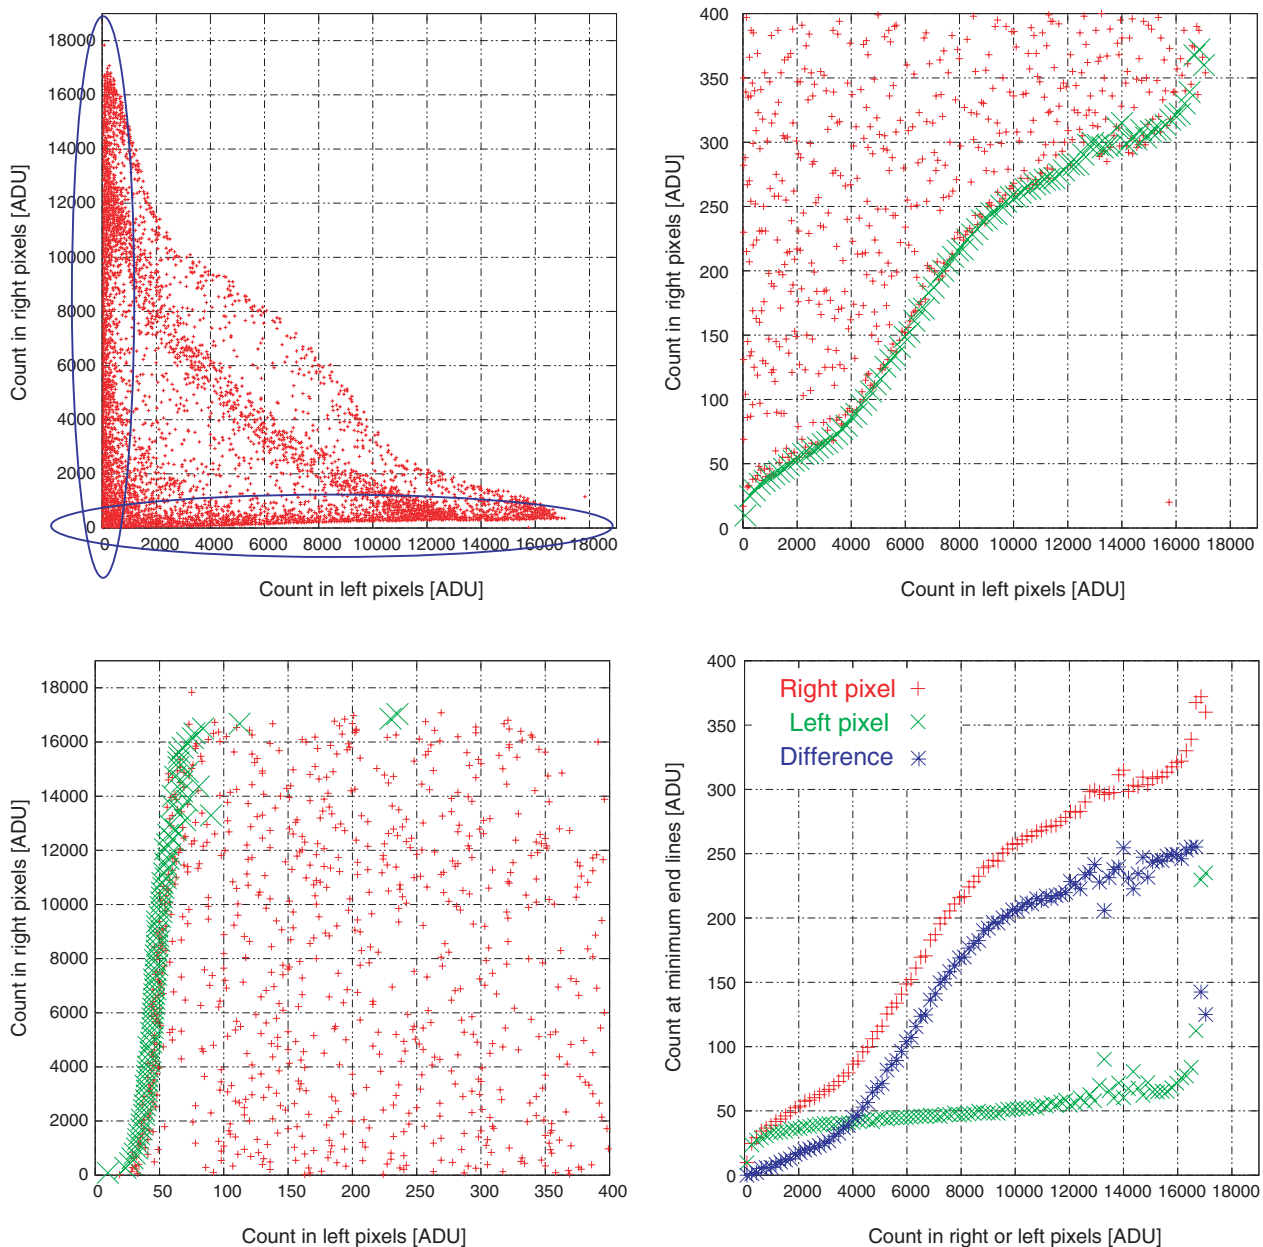 18000
16000
14000
12000
10000
8000
6000
4000
2000
0
Count in right pixels [ADU]
0 2000 4000 6000 8000 10000 12000 14000 16000 18000
Count in left pixels [ADU]
400
350
300
250
200
150
100
50
0
Count in right pixels [ADU]
0 2000 4000 6000 8000 10000 12000 14000 16000 18000
Count in left pixels [ADU]
18000
16000
14000
12000
10000
8000
6000
4000
2000
0
Count in right pixels [ADU]
0 50 100 150 200 250 300 350 400
Count in left pixels [ADU]
400
350
300
250
200
150
100
50
0
Count at minimum end lines [ADU]
Right pixel
Left pixel
Difference
0 2000 4000 6000 8000 10000 12000 14000 16000 18000
Count in right or left pixels [ADU]